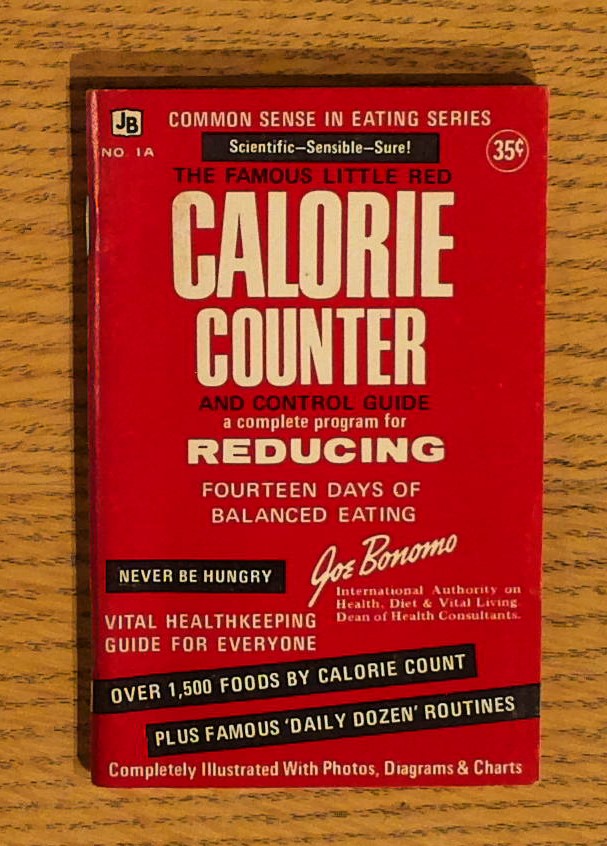 JB
COMMON SENSE IN EATING SERIES
NO. 1A
Scientific—Sensible—Sure!
35¢
THE FAMOUS LITTLE RED
CALORIE
COUNTER
AND CONTROL GUIDE
a complete program for
REDUCING
FOURTEEN DAYS OF
BALANCED EATING
Joe Bonomo
NEVER BE HUNGRY
International Authority on
Health, Diet & Vital Living.
Dean of Health Consultants.
VITAL HEALTHKEEPING
GUIDE FOR EVERYONE
OVER 1,500 FOODS BY CALORIE COUNT
PLUS FAMOUS 'DAILY DOZEN' ROUTINES
Completely Illustrated With Photos, Diagrams & Charts